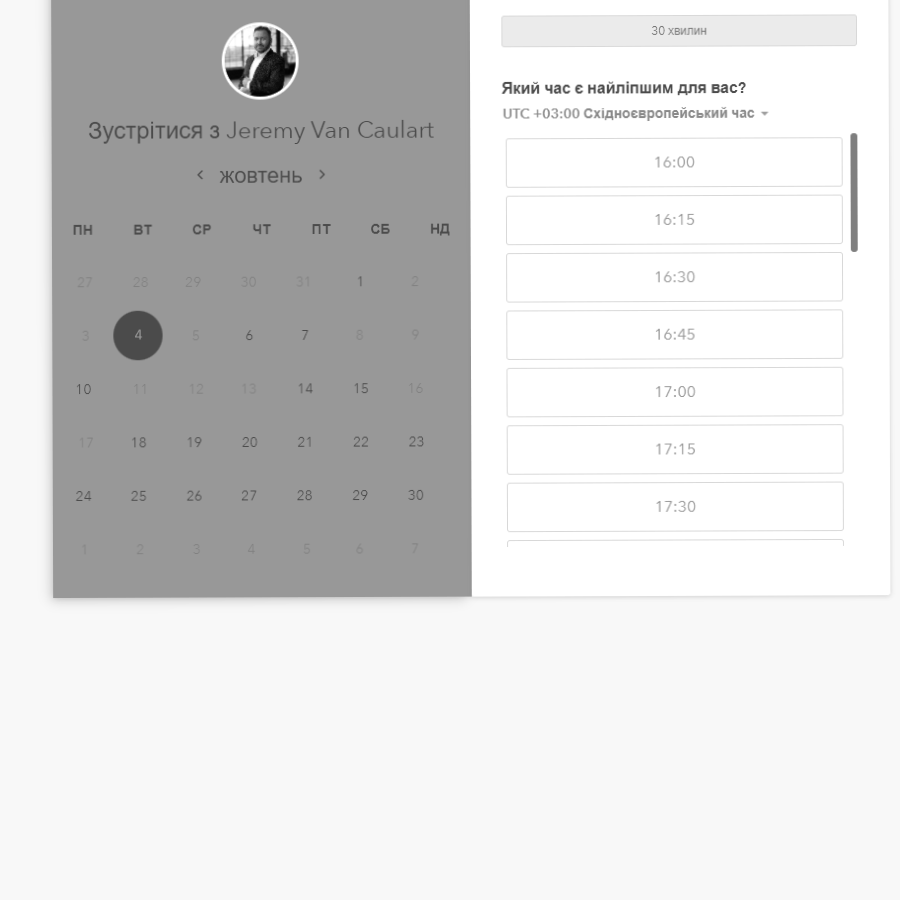 Зустрітися з Jeremy Van Caulart
жовтень
ПН ВТ СР ЧТ ПТ СБ НД
27 28 29 30 31 1 2
3 4 5 6 7 8 9
10 11 12 13 14 15 16
17 18 19 20 21 22 23
24 25 26 27 28 29 30
1 2 3 4 5 6 7
30 хвилин
Який час є найліпшим для вас?
UTC +03:00 Східноєвропейський час
16:00
16:15
16:30
16:45
17:00
17:15
17:30